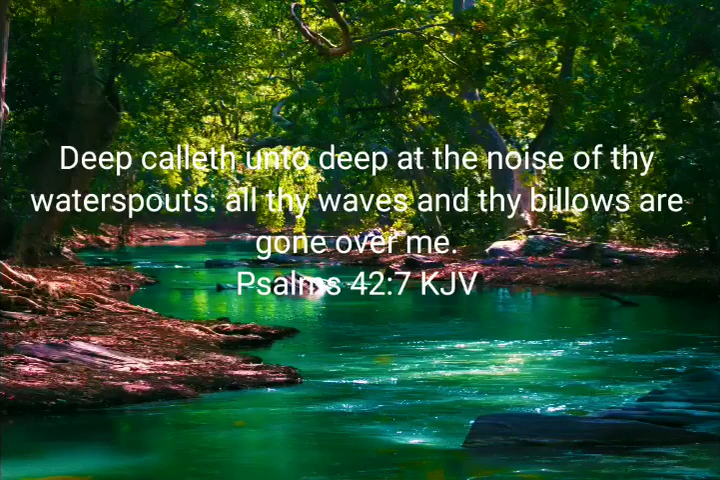 Deep calleth unto deep at the noise of thy
waterspouts: all thy waves and thy billows are
gone over me.
Psalms 42:7 KJV